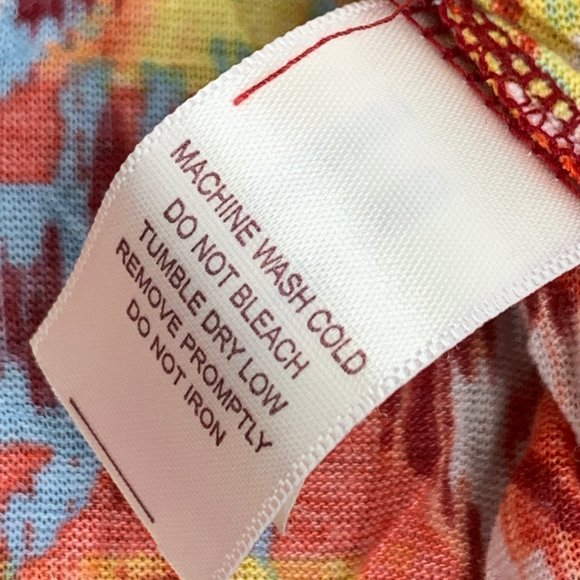 MACHINE WASH COLD
DO NOT BLEACH
TUMBLE DRY LOW
REMOVE PROMPTLY
DO NOT IRON